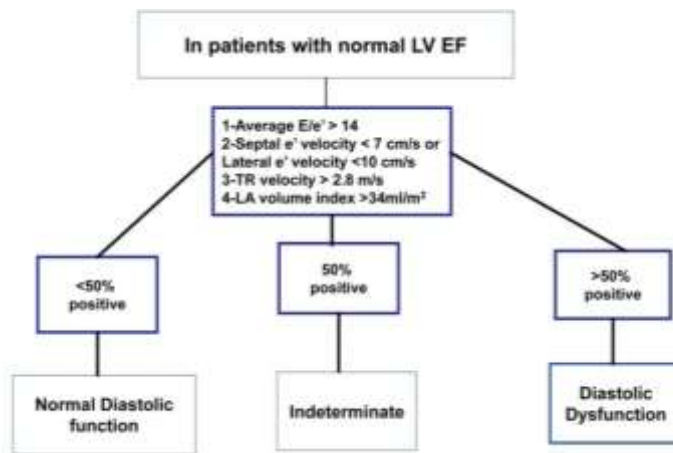 In patients with normal LV EF
1-Average E/e' > 14
2-Septal e' velocity < 7 cm/s or
Lateral e' velocity <10 cm/s
3-TR velocity > 2.8 m/s
4-LA volume index >34ml/m²
<50%
positive
50%
positive
>50%
positive
Normal Diastolic
function
Indeterminate
Diastolic
Dysfunction